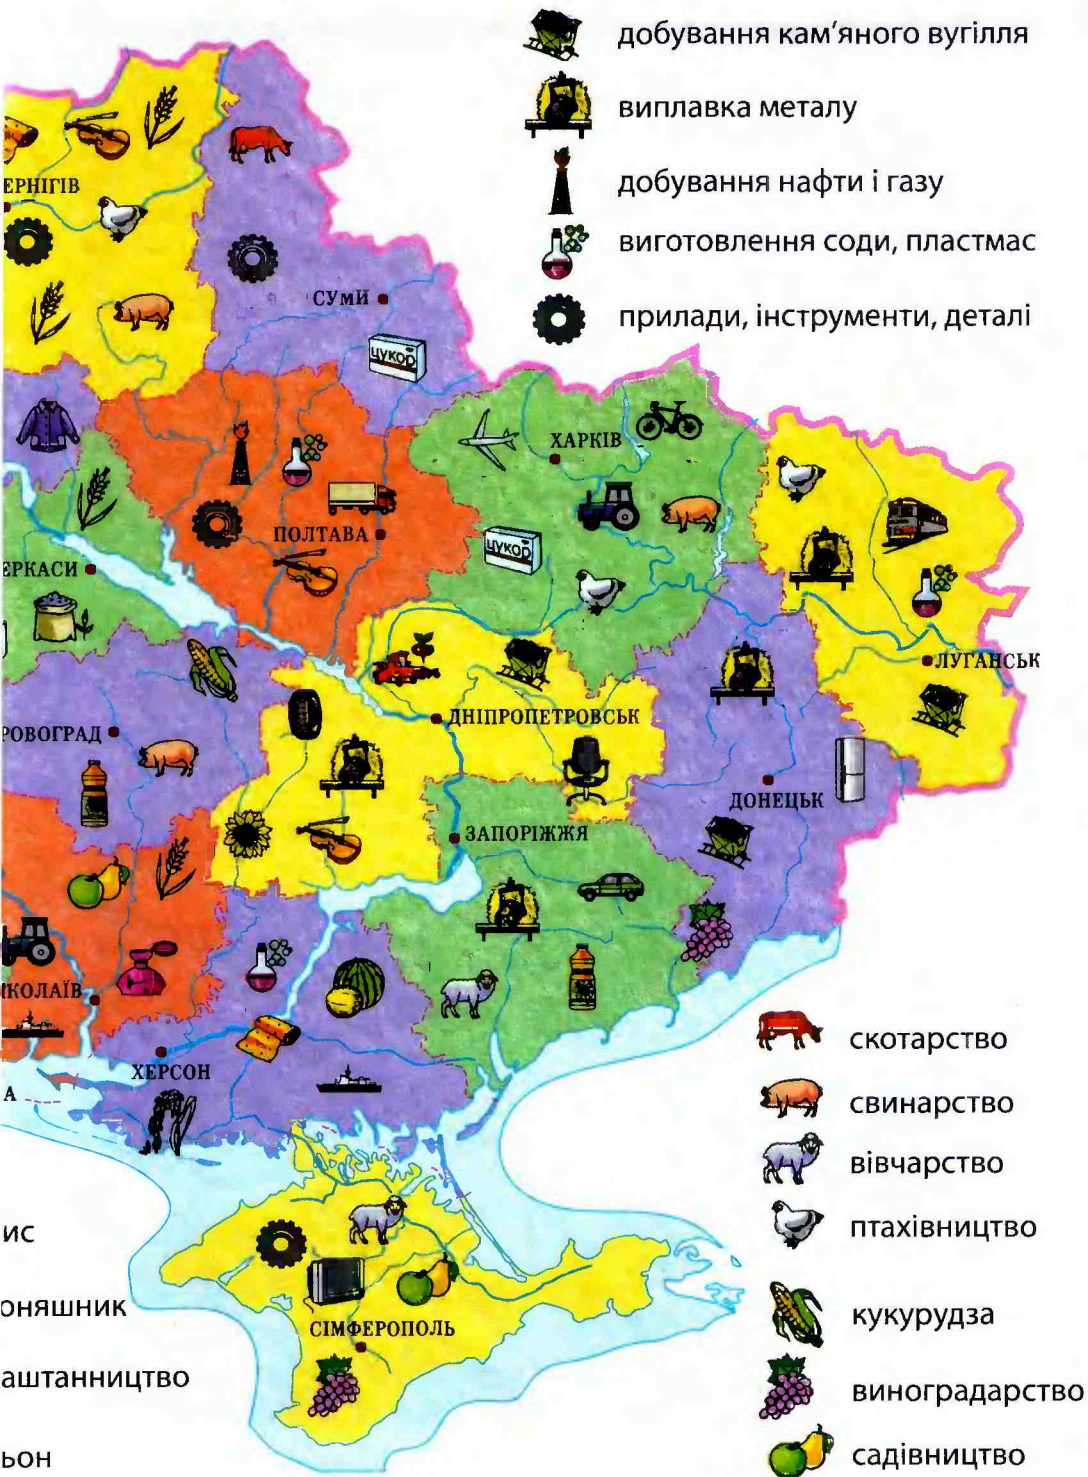 добування кам’яного вугілля
виплавка металу
добування нафти і газу
виготовлення соди, пластмас
прилади, інструменти, деталі
ЕРНІГІВ
СУМИ
ЦУКОР
ХАРКІВ
ПОЛТАВА
ЦУКОР
ЕРКАСИ
ЛУГАНСЬК
ДНІПРОПЕТРОВСЬК
РОВОГРАД
ДОНЕЦЬК
ЗАПОРІЖЖЯ
ИКОЛАЇВ
ХЕРСОН
А
СІМФЕРОПОЛЬ
скотарство
свинарство
вівчарство
птахівництво
кукурудза
виноградарство
садівництво
ис
оняшник
аштанництво
ьон